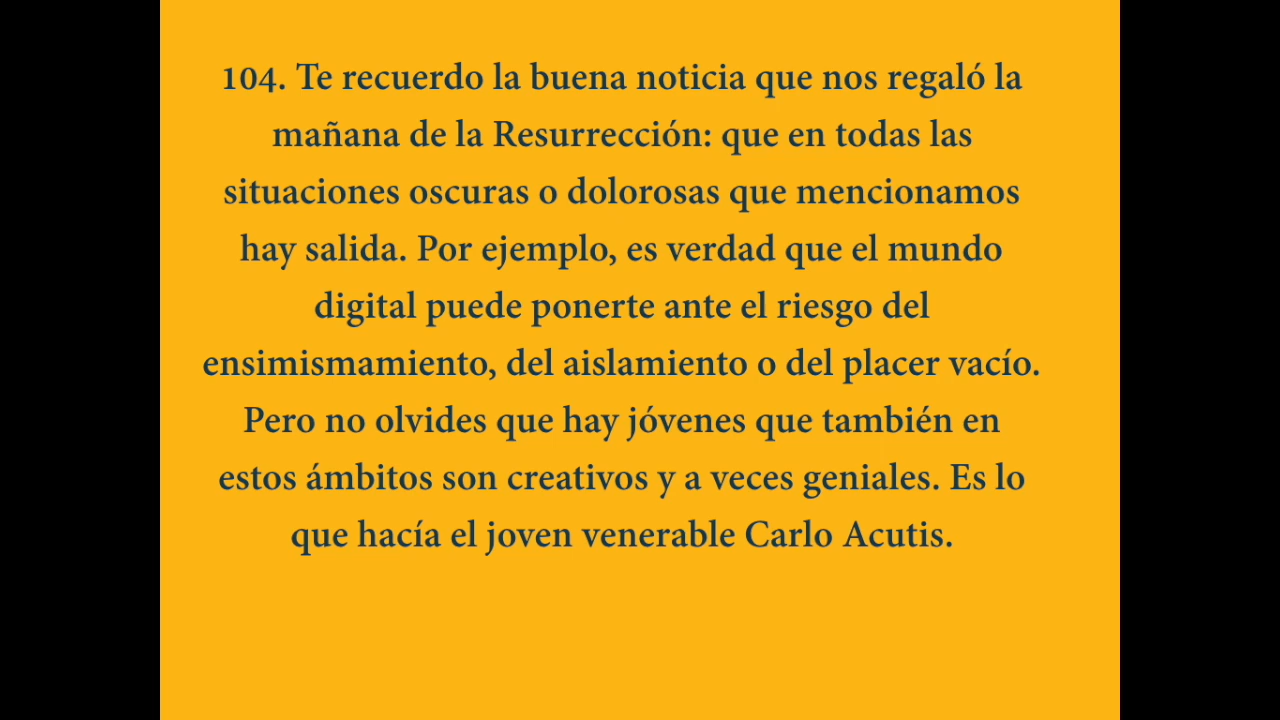 104. Te recuerdo la buena noticia que nos regaló la
mañana de la Resurrección: que en todas las
situaciones oscuras o dolorosas que mencionamos
hay salida. Por ejemplo, es verdad que el mundo
digital puede ponerte ante el riesgo del
ensimismamiento, del aislamiento o del placer vacío.
Pero no olvides que hay jóvenes que también en
estos ámbitos son creativos y a veces geniales. Es lo
que hacía el joven venerable Carlo Acutis.